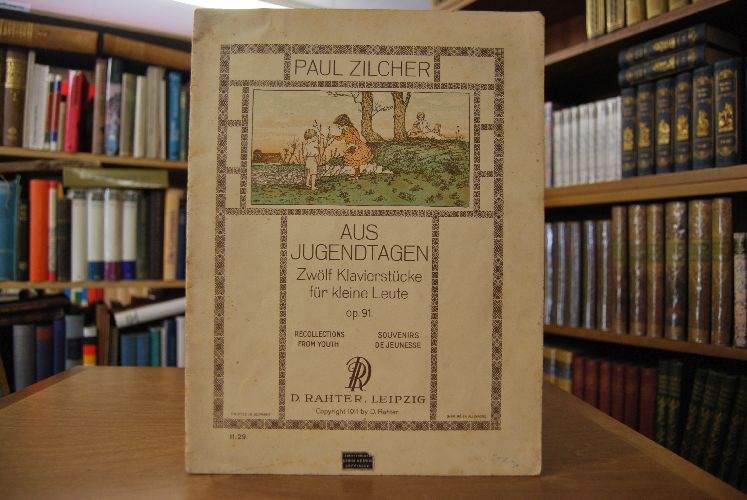 PAUL ZILCHER
AUS
JUGENDTAGEN
Zwölf Klavierstücke
für kleine Leute
op. 91.
RECOLLECTIONS
FROM YOUTH
SOUVENIRS
DE JEUNESSE
D. RAHTER, LEIPZIG
Copyright 1911 by D. Rahter